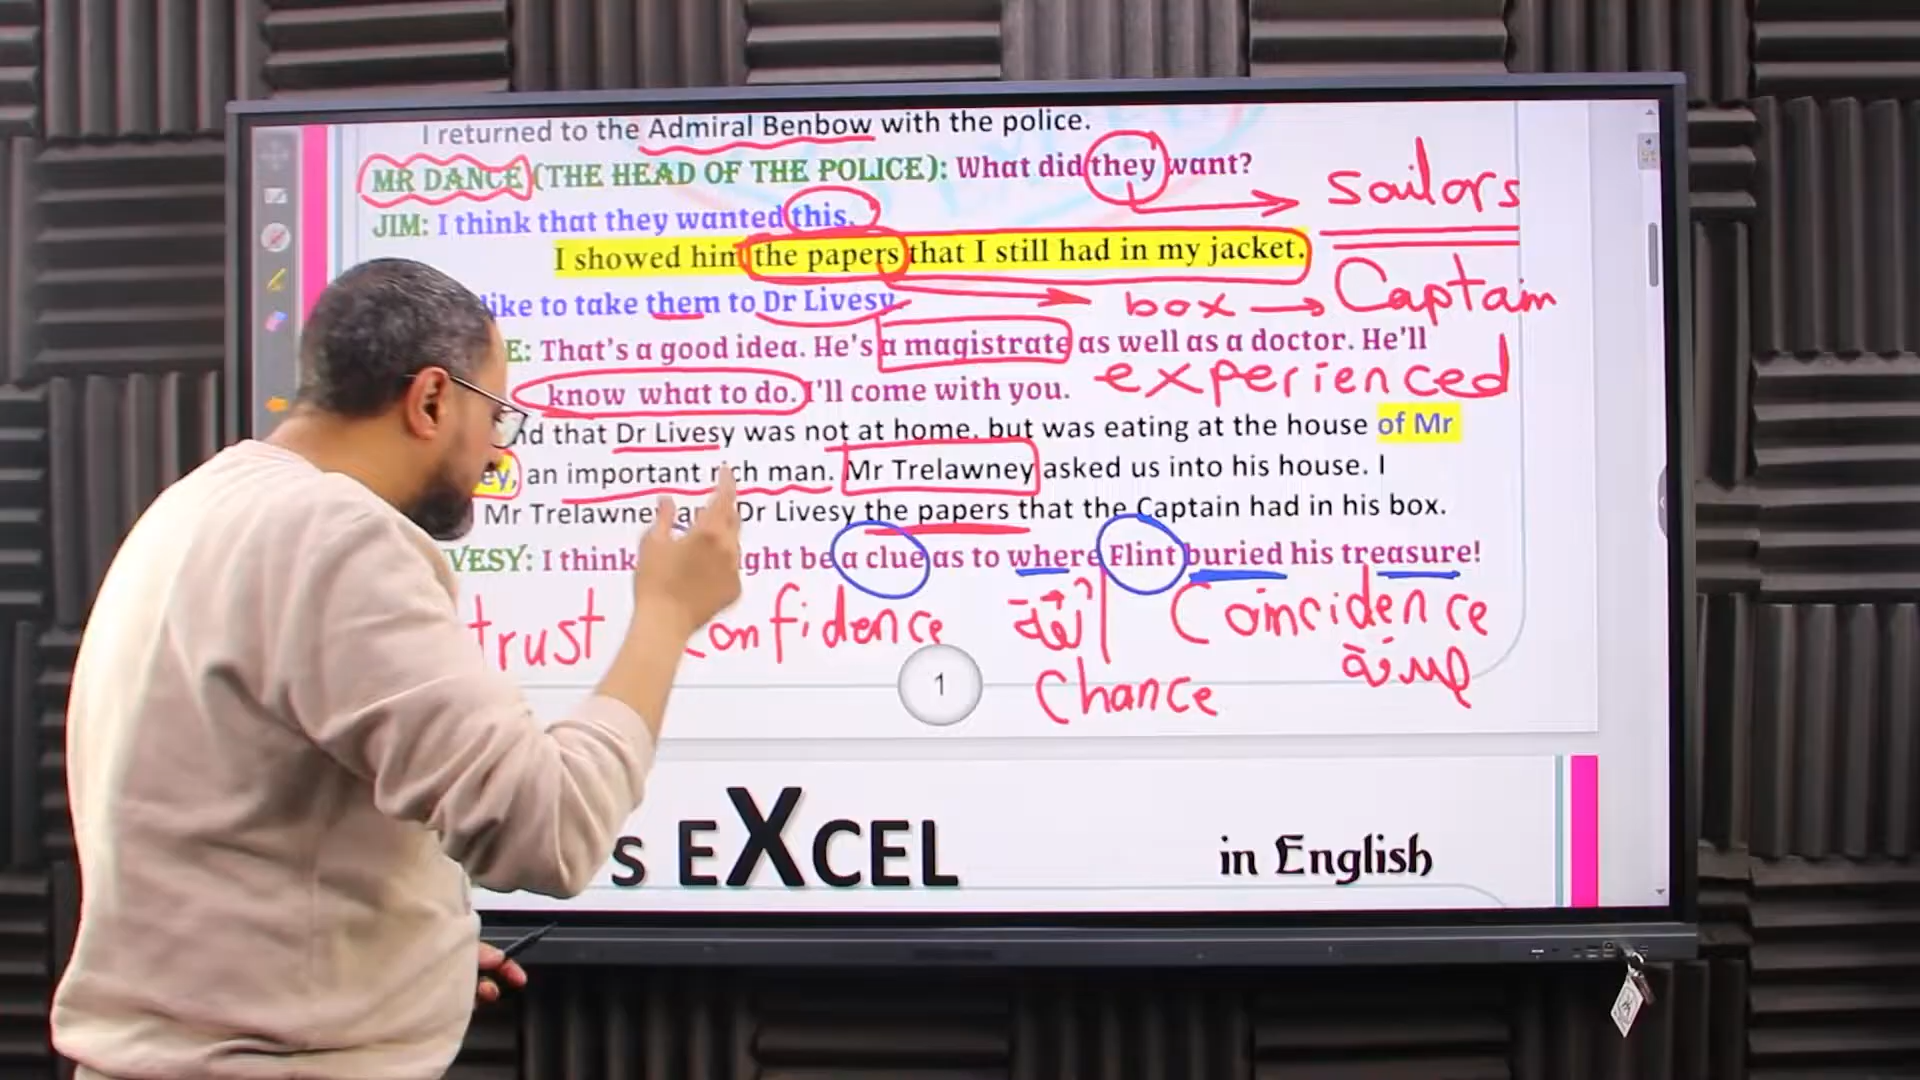 I returned to the Admiral Benbow with the police.
MR DANCE (THE HEAD OF THE POLICE): What did they want?
sailors
JIM: I think that they wanted this.
I showed him the papers that I still had in my jacket.
like to take them to Dr Livesy.
box → Captain
E: That's a good idea. He's a magistrate as well as a doctor. He'll
know what to do. I'll come with you.
experienced
nd that Dr Livesy was not at home, but was eating at the house of Mr
ey, an important rich man. Mr Trelawney asked us into his house. I
Mr Trelawney Dr Livesy the papers that the Captain had in his box.
VESY: I think ght be a clue as to where Flint buried his treasure!
trust confidence ثقة Coincidence
صدفة
Chance
1
s EXCEL in English